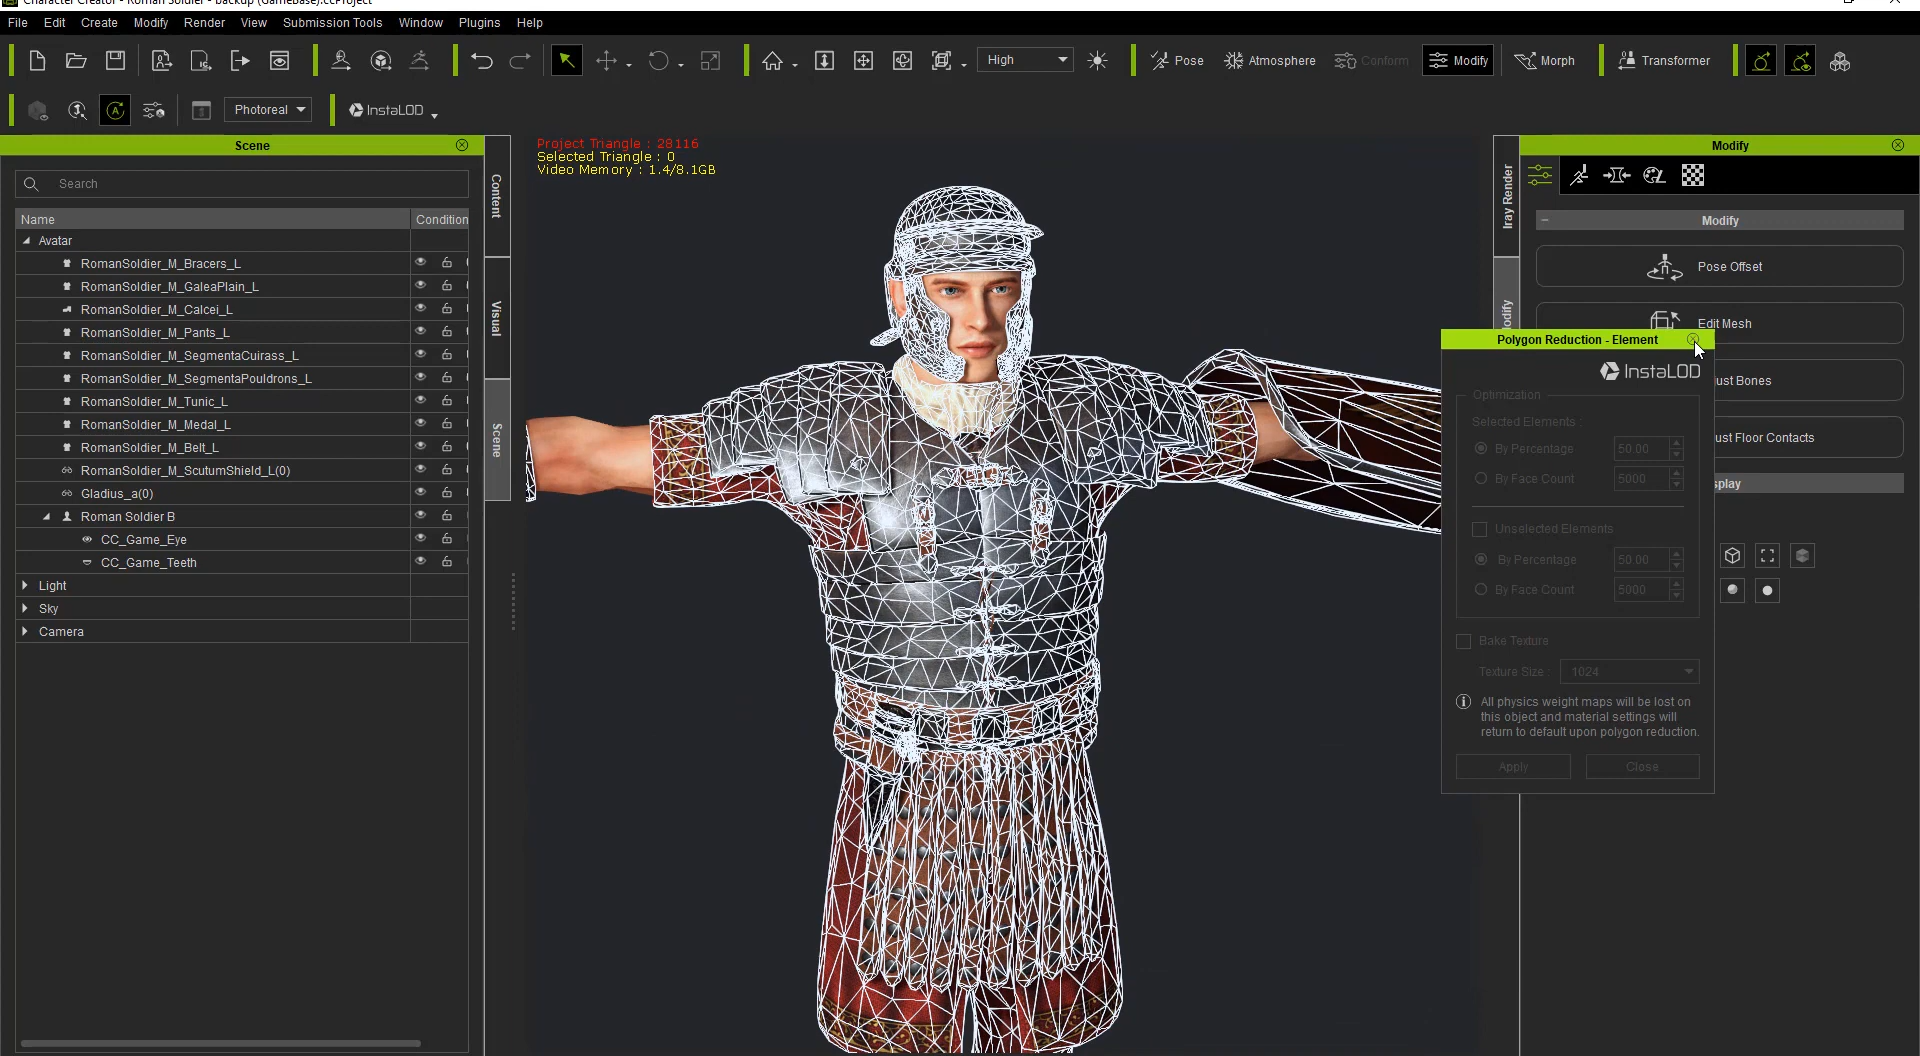 Character Creator - Roman Soldier - backup (GameBase).ccProject
File Edit Create Modify Render View Submission Tools Window Plugins Help
High Pose Atmosphere Conform Modify Morph Transformer
Photoreal InstaLOD
Scene
Search
Name Condition
Avatar
RomanSoldier_M_Bracers_L
RomanSoldier_M_GaleaPlain_L
RomanSoldier_M_Calcei_L
RomanSoldier_M_Pants_L
RomanSoldier_M_SegmentaCuirass_L
RomanSoldier_M_SegmentaPouldrons_L
RomanSoldier_M_Tunic_L
RomanSoldier_M_Medal_L
RomanSoldier_M_Belt_L
RomanSoldier_M_ScutumShield_L(0)
Gladius_a(0)
Roman Soldier B
CC_Game_Eye
CC_Game_Teeth
Light
Sky
Camera
Content
Visual
Scene
Project Triangle : 28116
Selected Triangle : 0
Video Memory : 1.4/8.1GB
Iray Render
odify
Modify
Modify
Pose Offset
Edit Mesh
ust Bones
ust Floor Contacts
splay
Polygon Reduction - Element
InstaLOD
Optimization
Selected Elements :
By Percentage 50.00
By Face Count 5000
Unselected Elements
By Percentage 50.00
By Face Count 5000
Bake Texture
Texture Size : 1024
All physics weight maps will be lost on
this object and material settings will
return to default upon polygon reduction.
Apply Close